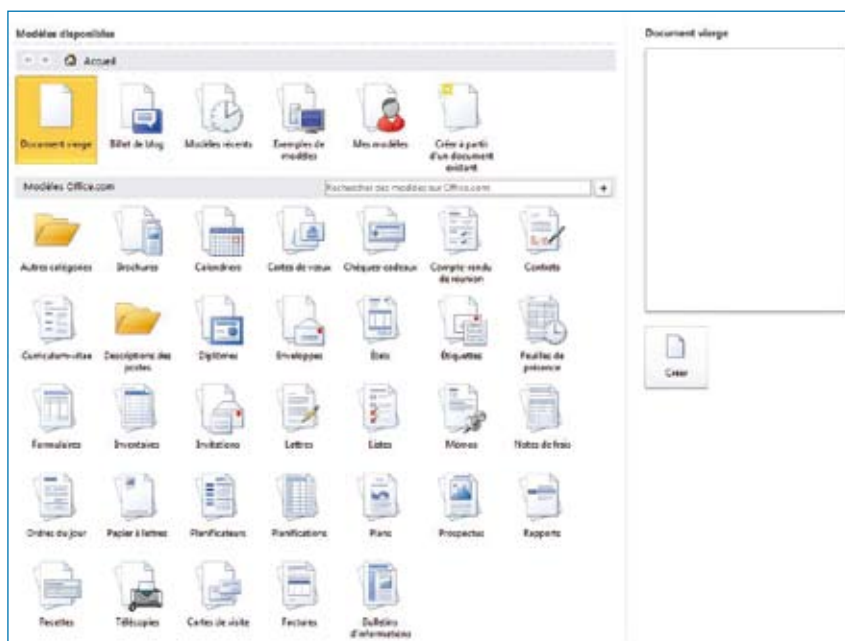 Modèles disponibles
Document vierge
Accueil
Document vierge
Billet de blog
Modèles récents
Exemples de
modèles
Mes modèles
Créer à partir
d'un document
existant
Modèles Office.com
Rechercher des modèles sur Office.com
Autres catégories
Brochures
Calendriers
Cartes de vœux
Chèques-cadeaux
Compte rendu
de réunion
Contrats
Curriculum-vitae
Descriptions des
postes
Diplômes
Enveloppes
États
Étiquettes
Feuilles de
présence
Créer
Formulaires
Inventaires
Invitations
Lettres
Listes
Mémos
Notes de frais
Ordres du jour
Papier à lettres
Planificateurs
Planifications
Plans
Prospectus
Rapports
Recettes
Télécopies
Cartes de visite
Factures
Bulletins
d'informations